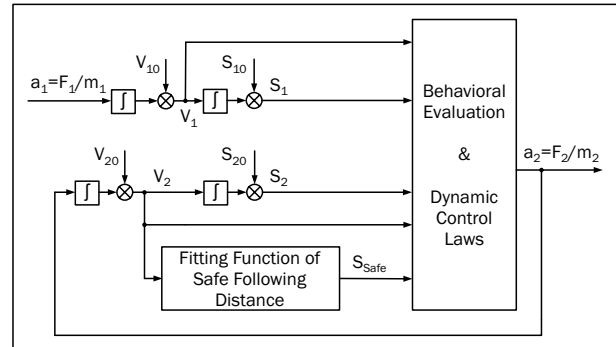 V₁₀
S₁₀
a₁=F₁/m₁
∫
∫
V₁
S₁
Behavioral
Evaluation
&
Dynamic
Control
Laws
a₂=F₂/m₂
V₂₀
S₂₀
∫
V₂
∫
S₂
Fitting Function of
Safe Following
Distance
S_Safe